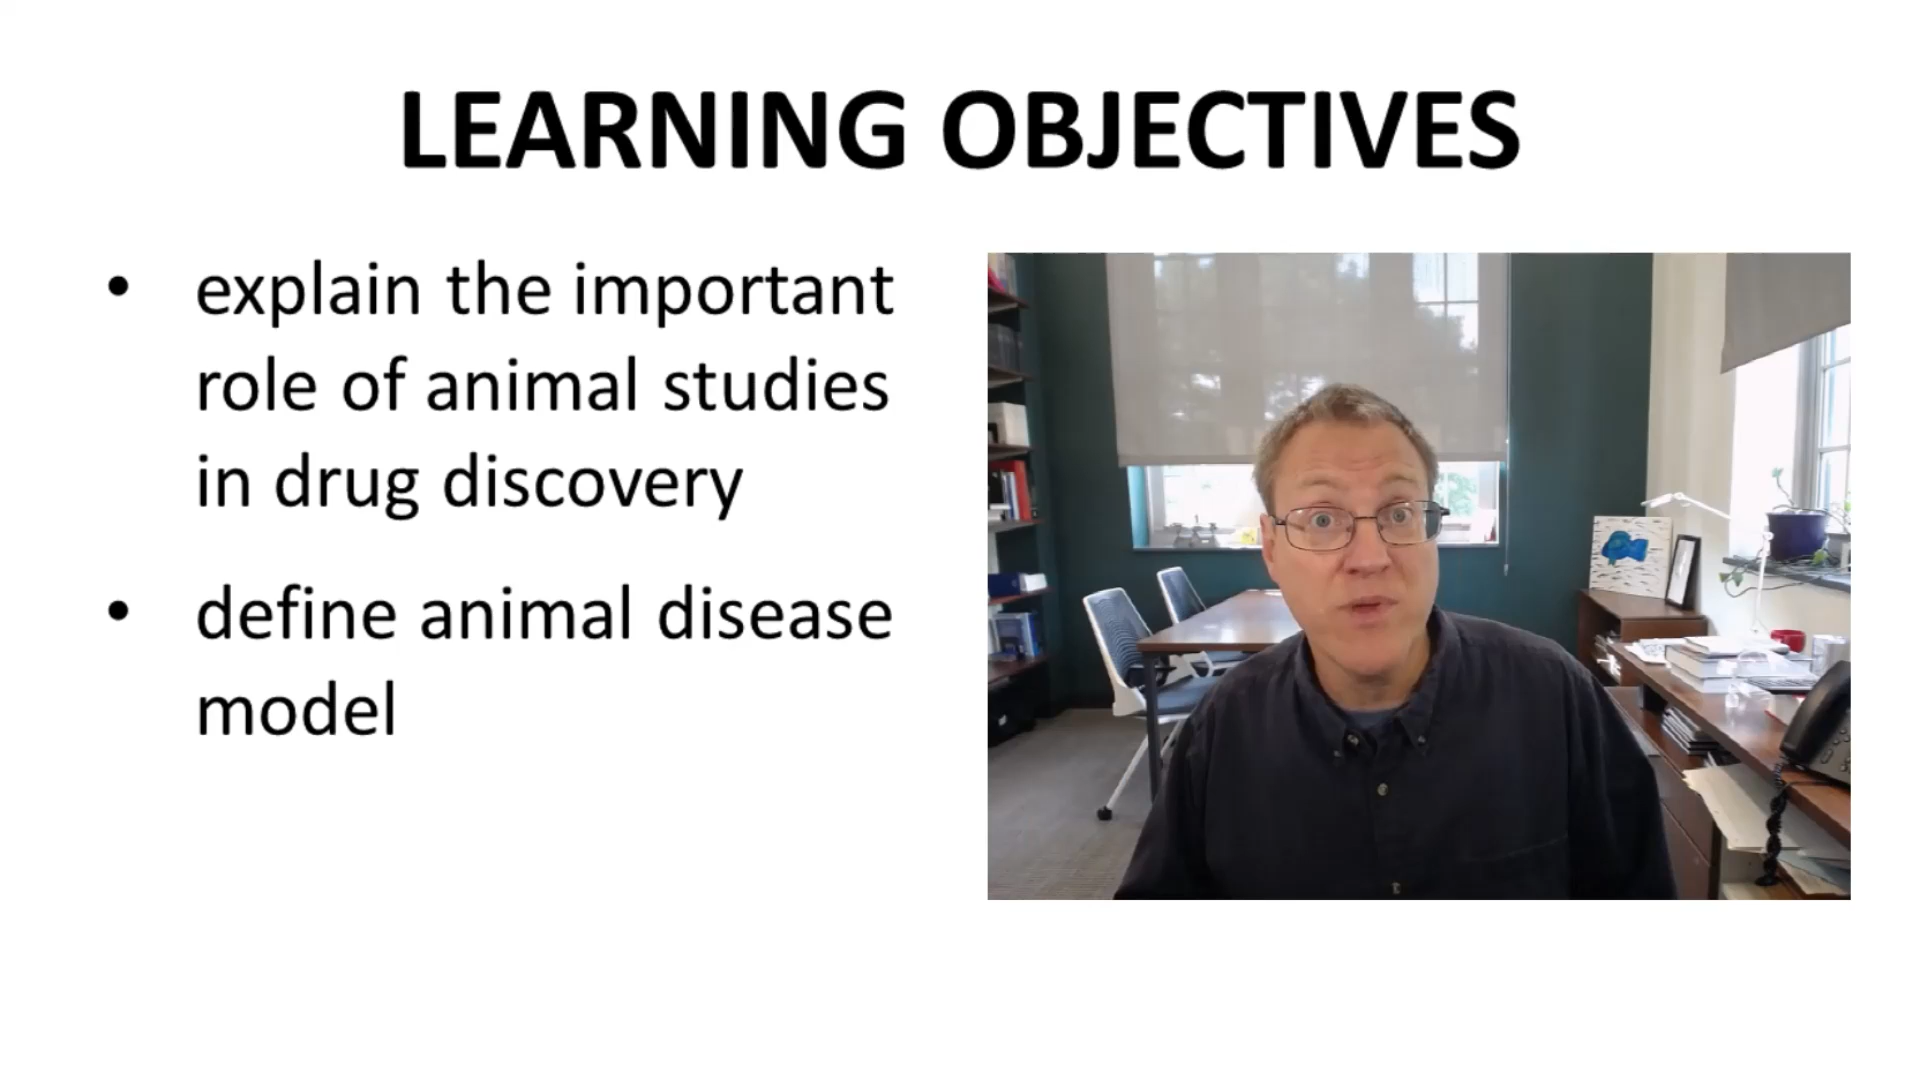 LEARNING OBJECTIVES
• explain the important
role of animal studies
in drug discovery
• define animal disease
model